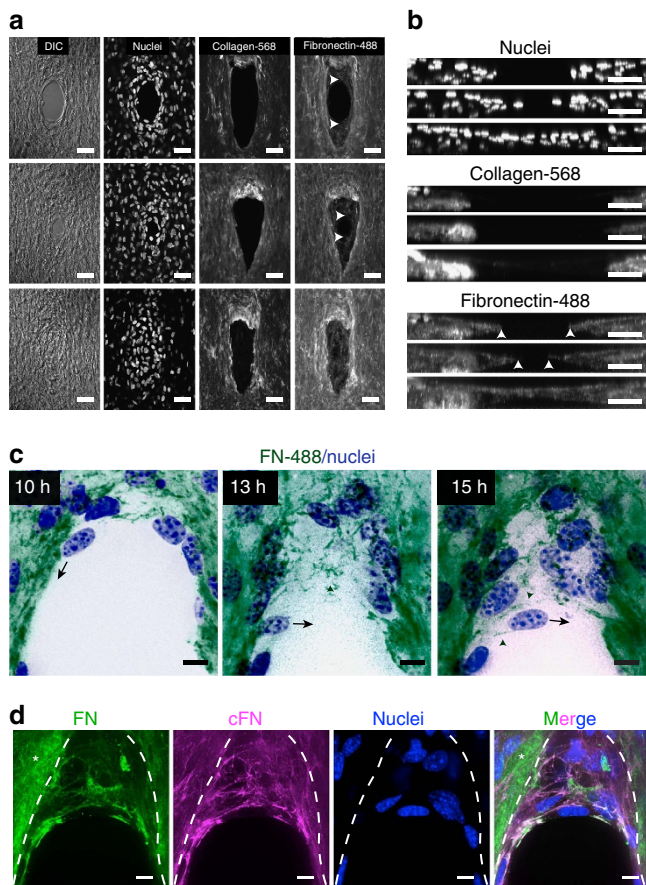 a
DIC
Nuclei
Collagen-568
Fibronectin-488
b
Nuclei
Collagen-568
Fibronectin-488
c
FN-488/nuclei
10 h
13 h
15 h
d
FN
cFN
Nuclei
Merge
*
*